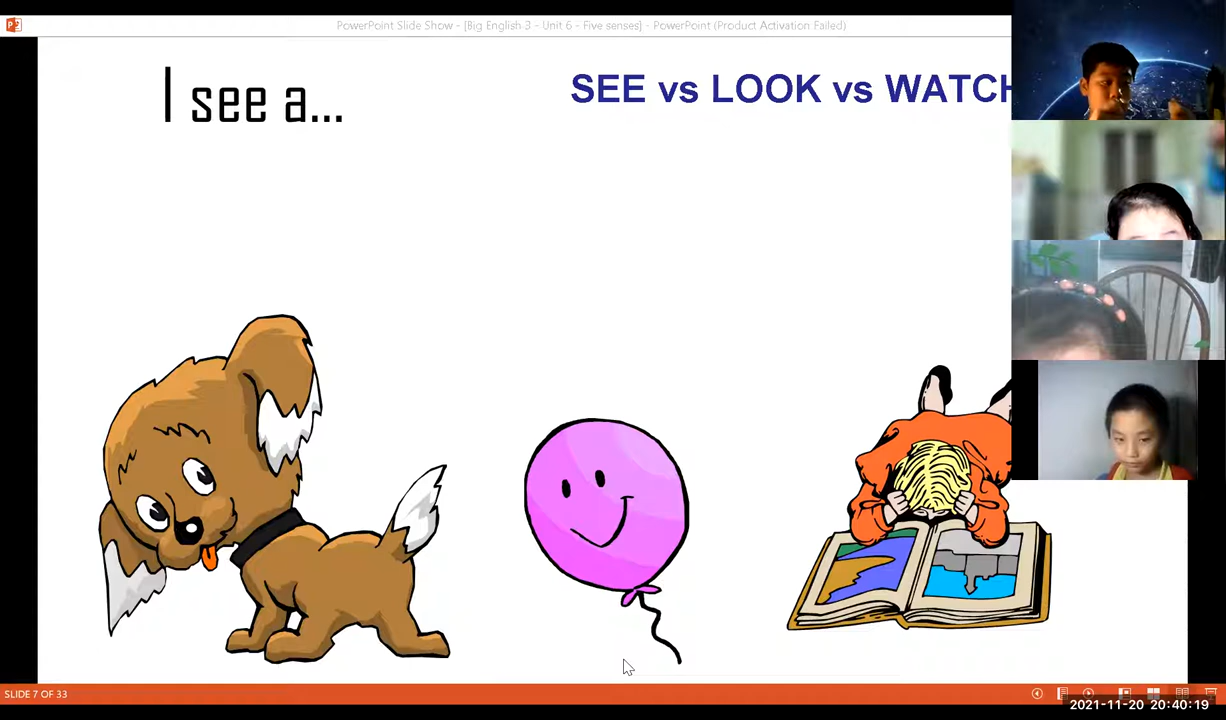 PowerPoint Slide Show - [Big English 3 - Unit 6 - Five senses] - PowerPoint (Product Activation Failed)
I see a...
SEE vs LOOK vs WATCH
SLIDE 7 OF 33
2021-11-20 20:40:19